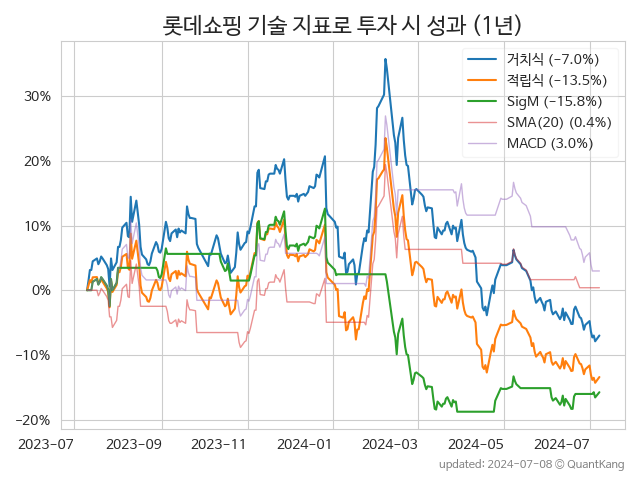 롯데쇼핑 기술 지표로 투자 시 성과 (1년)
거치식 (−7.0%)
적립식 (−13.5%)
SigM (−15.8%)
SMA(20) (0.4%)
MACD (3.0%)
30%
20%
10%
0%
−10%
−20%
2023-07 2023-09 2023-11 2024-01 2024-03 2024-05 2024-07
updated: 2024-07-08 © QuantKang